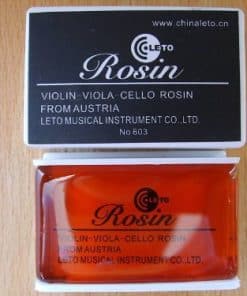 www.chinaleto.cn
LETO
Rosin
VIOLIN-VIOLA-CELLO ROSIN
FROM AUSTRIA
LETO MUSICAL INSTRUMENT CO.,LTD.
No 603
LETO
Rosin
VIOLIN-VIOLA-CELLO ROSIN
FROM AUSTRIA
LETO MUSICAL INSTRUMENT CO.,LTD.